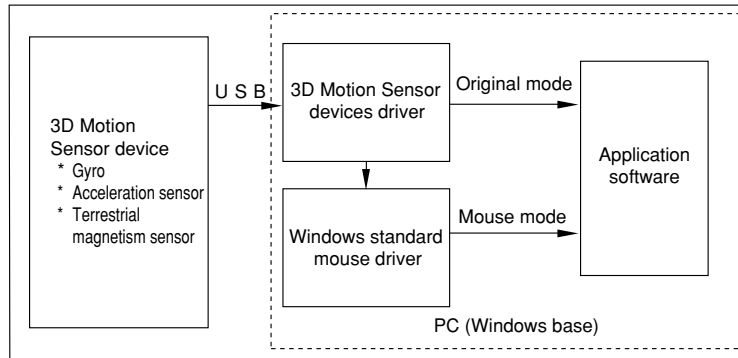 3D Motion
Sensor device
* Gyro
* Acceleration sensor
* Terrestrial
magnetism sensor
U S B
3D Motion Sensor
devices driver
Original mode
Windows standard
mouse driver
Mouse mode
Application
software
PC (Windows base)